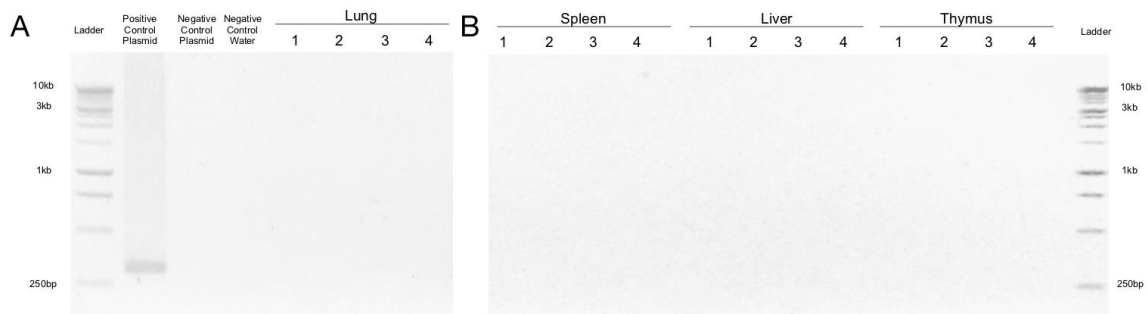 A
Ladder
Positive
Control
Plasmid
Negative
Control
Plasmid
Negative
Control
Water
Lung
1 2 3 4
10kb
3kb
1kb
250bp
B
Spleen
1 2 3 4
Liver
1 2 3 4
Thymus
1 2 3 4
Ladder
10kb
3kb
1kb
250bp